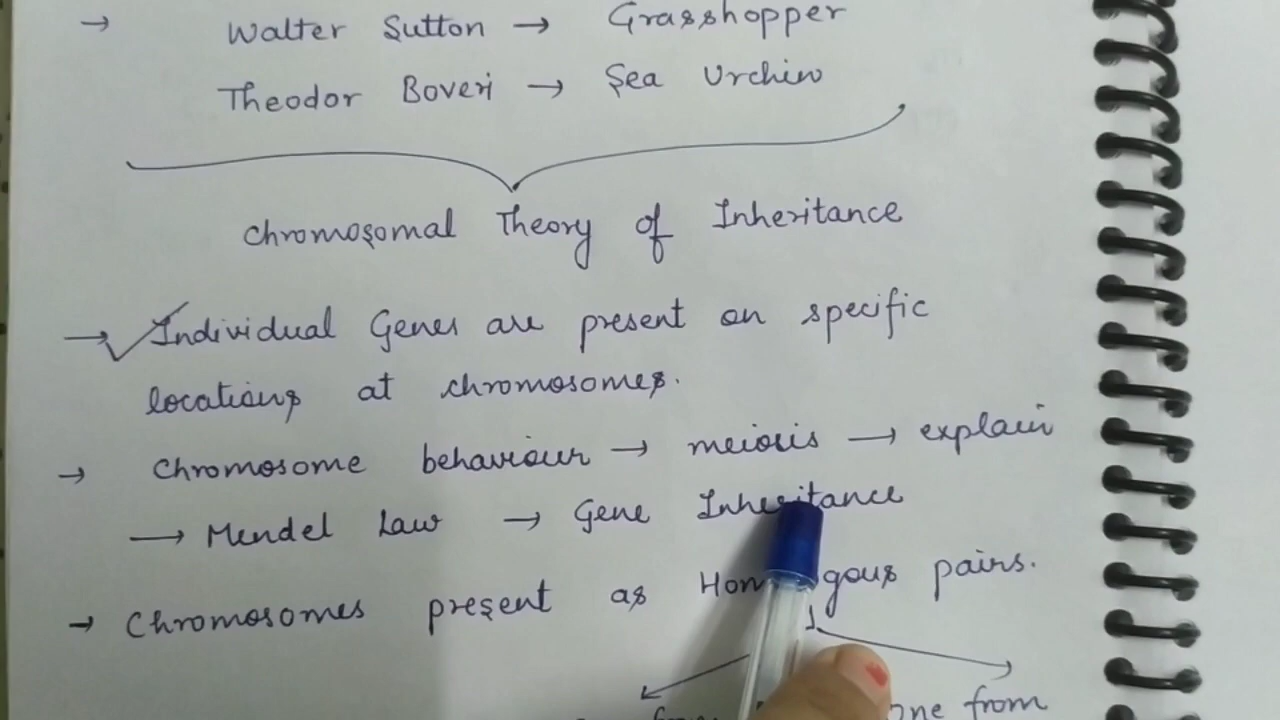 → Walter Sutton → Grasshopper
Theodor Boveri → Sea Urchin
Chromosomal Theory of Inheritance
→ Individual Genes are present on specific
locations at chromosomes.
→ Chromosome behaviour → meiosis → explain
→ Mendel Law → Gene Inheritance
→ Chromosomes present as pairs.
one from